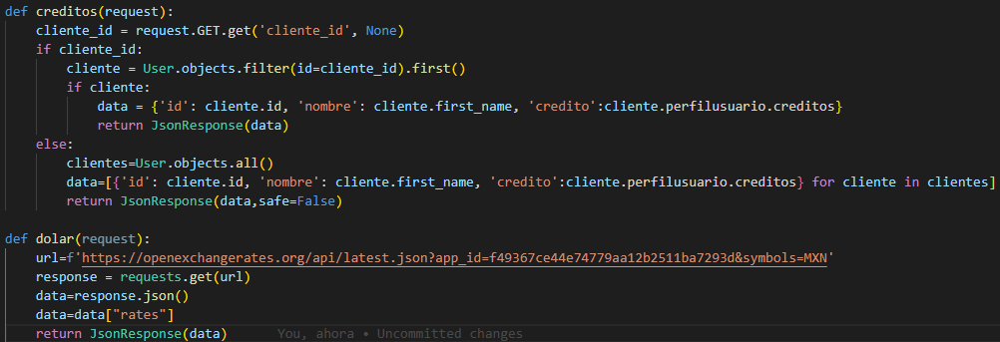 def creditos(request):
    cliente_id = request.GET.get('cliente_id', None)
    if cliente_id:
        cliente = User.objects.filter(id=cliente_id).first()
        if cliente:
            data = {'id': cliente.id, 'nombre': cliente.first_name, 'credito':cliente.perfilusuario.creditos}
            return JsonResponse(data)
    else:
        clientes=User.objects.all()
        data=[{'id': cliente.id, 'nombre': cliente.first_name, 'credito':cliente.perfilusuario.creditos} for cliente in clientes]
        return JsonResponse(data,safe=False)

def dolar(request):
    url=f'https://openexchangerates.org/api/latest.json?app_id=f49367ce44e74779aa12b2511ba7293d&symbols=MXN'
    response = requests.get(url)
    data=response.json()
    data=data["rates"]
    return JsonResponse(data)      You, ahora • Uncommitted changes